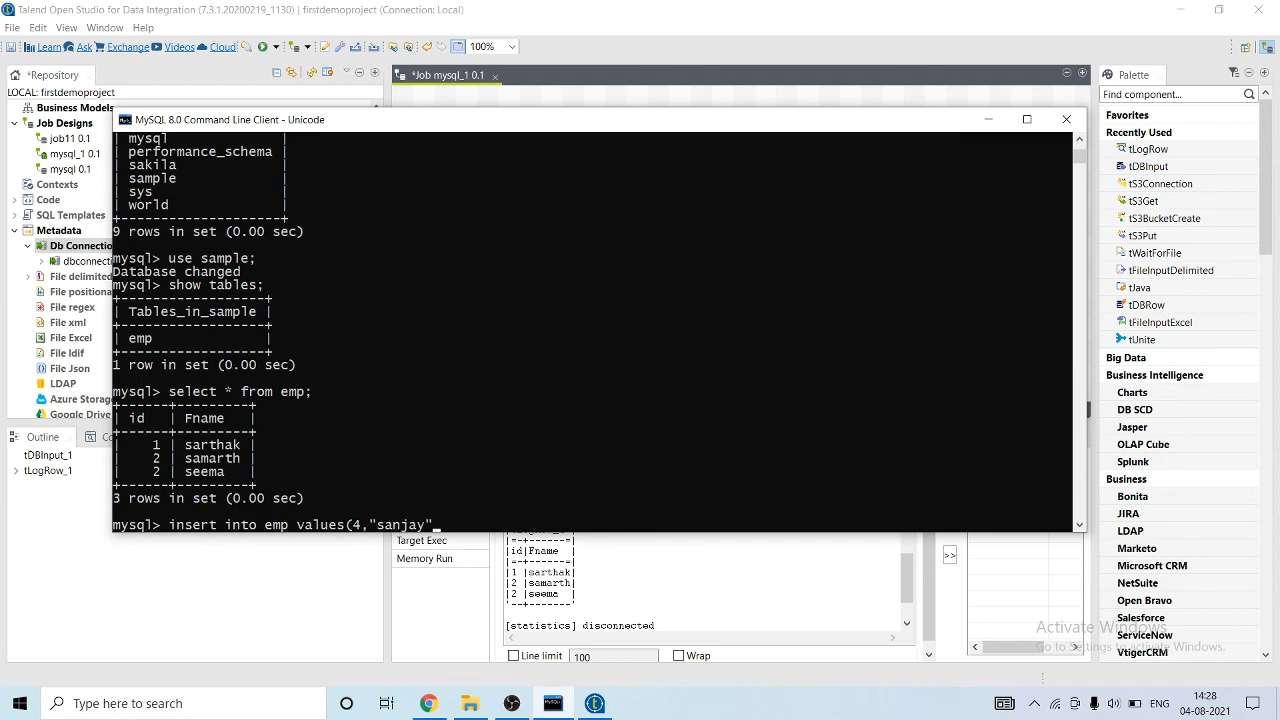 Talend Open Studio for Data Integration (7.3.1.20200219_1130) | firstdemoproject (Connection: Local)
File Edit View Window Help
Learn Ask Exchange Videos Cloud 100%
*Repository
*Job mysql_1 0.1
Palette
LOCAL: firstdemoproject
Find component...
Business Models
Job Designs
job11 0.1
mysql_1 0.1
mysql 0.1
Contexts
Code
SQL Templates
Metadata
Db Connectio
dbconnecti
File delimited
File positiona
File regex
File xml
File Excel
File ldif
File Json
LDAP
Azure Storag
Google Drive
Outline
Co
tDBInput_1
tLogRow_1
MySQL 8.0 Command Line Client - Unicode
| mysql |
| performance_schema |
| sakila |
| sample |
| sys |
| world |
+--------------------+
9 rows in set (0.00 sec)
mysql> use sample;
Database changed
mysql> show tables;
+------------------+
| Tables_in_sample |
+------------------+
| emp |
+------------------+
1 row in set (0.00 sec)
mysql> select * from emp;
+------+---------+
| id | Fname |
+------+---------+
| 1 | sarthak |
| 2 | samarth |
| 2 | seema |
+------+---------+
3 rows in set (0.00 sec)
mysql> insert into emp values(4,"sanjay"_
Target Exec
Memory Run
|=-+-------=|
|id|Fname |
|=-+-------=|
|1 |sarthak|
|2 |samarth|
|2 |seema |
'--+-------'
[statistics] disconnected
Line limit 100 Wrap
>>
Favorites
Recently Used
tLogRow
tDBInput
tS3Connection
tS3Get
tS3BucketCreate
tS3Put
tWaitForFile
tFileInputDelimited
tJava
tDBRow
tFileInputExcel
tUnite
Big Data
Business Intelligence
Charts
DB SCD
Jasper
OLAP Cube
Splunk
Business
Bonita
JIRA
LDAP
Marketo
Microsoft CRM
NetSuite
Open Bravo
Salesforce
ServiceNow
VtigerCRM
Activate Windows
Go to Settings to activate Windows.
Type here to search
ENG
14:28
04-08-2021